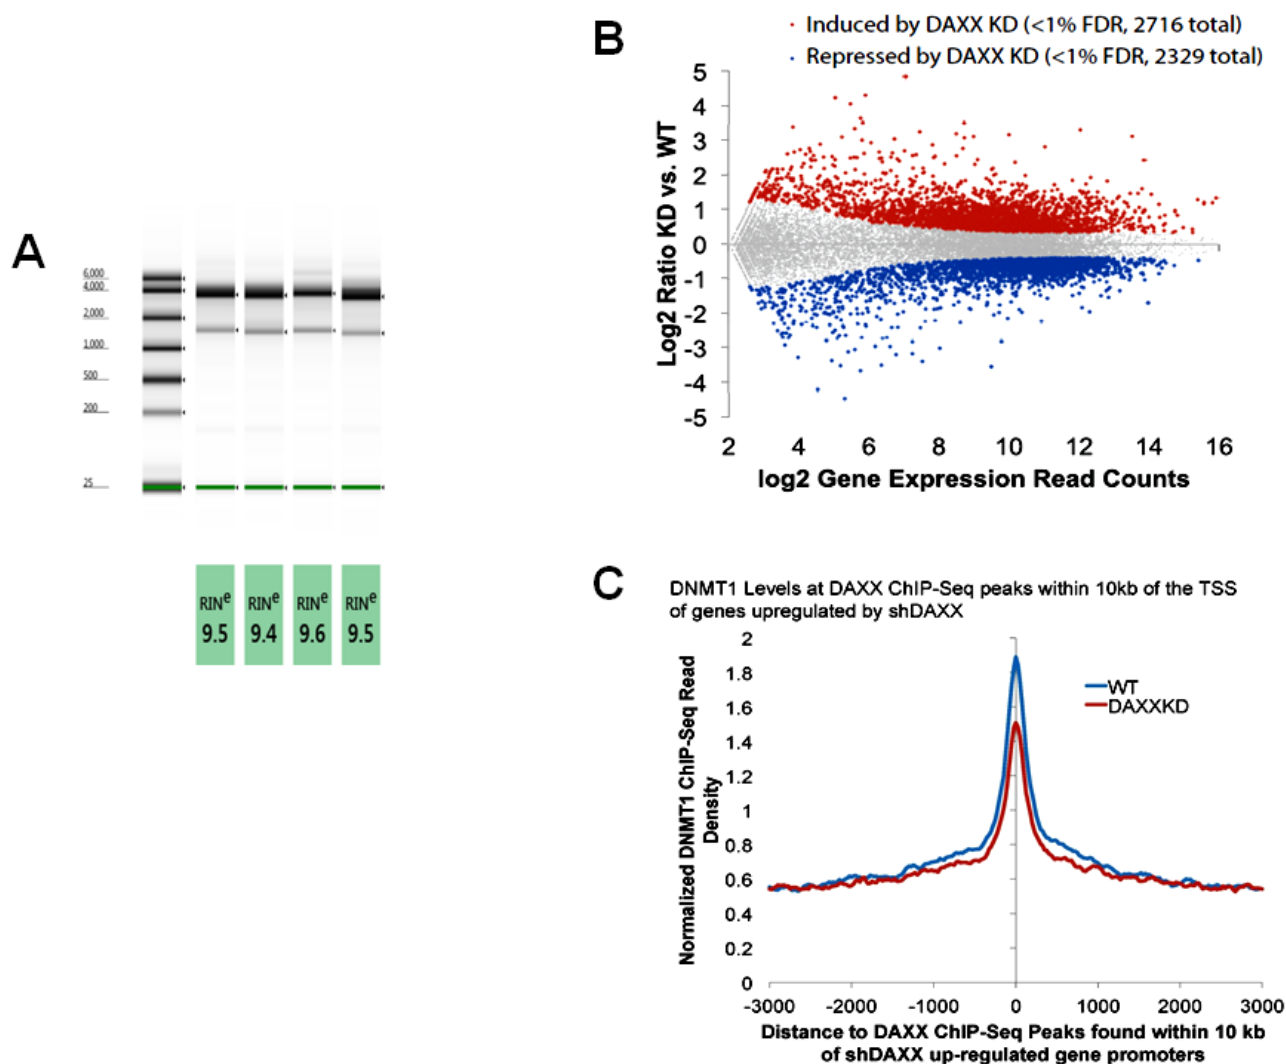 A
6,000
4,000
2,000
1,000
500
200
25
RINe
9.5
RINe
9.4
RINe
9.6
RINe
9.5
B
Induced by DAXX KD (<1% FDR, 2716 total)
Repressed by DAXX KD (<1% FDR, 2329 total)
Log2 Ratio KD vs. WT
5
4
3
2
1
0
-1
-2
-3
-4
-5
2 4 6 8 10 12 14 16
log2 Gene Expression Read Counts
C
DNMT1 Levels at DAXX ChIP-Seq peaks within 10kb of the TSS
of genes upregulated by shDAXX
Normalized DNMT1 ChIP-Seq Read
Density
2
1.8
1.6
1.4
1.2
1
0.8
0.6
0.4
0.2
0
WT
DAXXKD
-3000 -2000 -1000 0 1000 2000 3000
Distance to DAXX ChIP-Seq Peaks found within 10 kb
of shDAXX up-regulated gene promoters